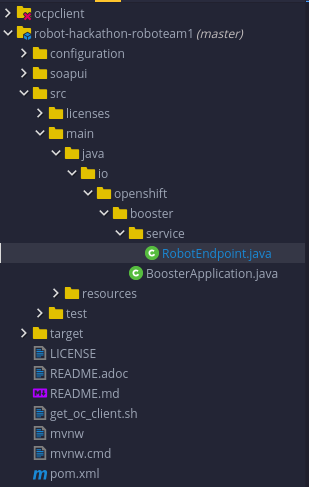 ocpclient
robot-hackathon-roboteam1 (master)
configuration
soapui
src
licenses
main
java
io
openshift
booster
service
RobotEndpoint.java
BoosterApplication.java
resources
test
target
LICENSE
README.adoc
README.md
get_oc_client.sh
mvnw
mvnw.cmd
pom.xml